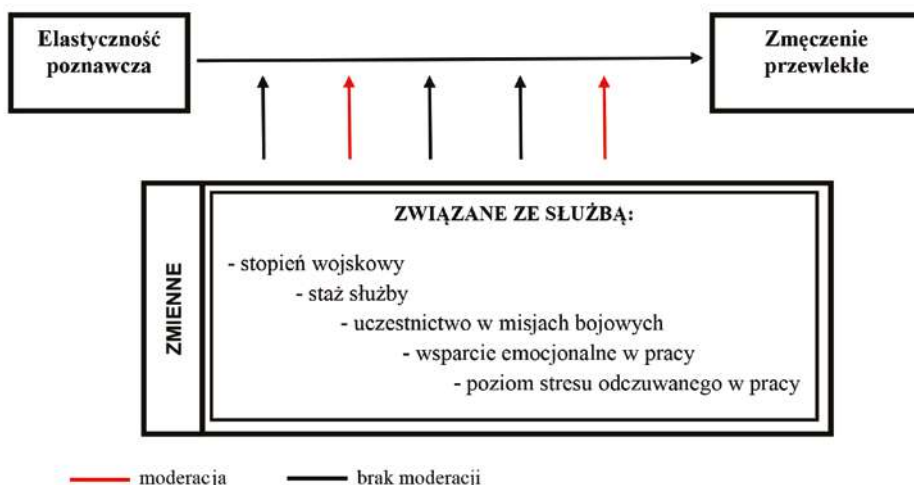 Elastyczność
poznawcza
Zmęczenie
przewlekłe
ZMIENNE
ZWIĄZANE ZE SŁUŻBĄ:
- stopień wojskowy
- staż służby
- uczestnictwo w misjach bojowych
- wsparcie emocjonalne w pracy
- poziom stresu odczuwanego w pracy
moderacja
brak moderacji